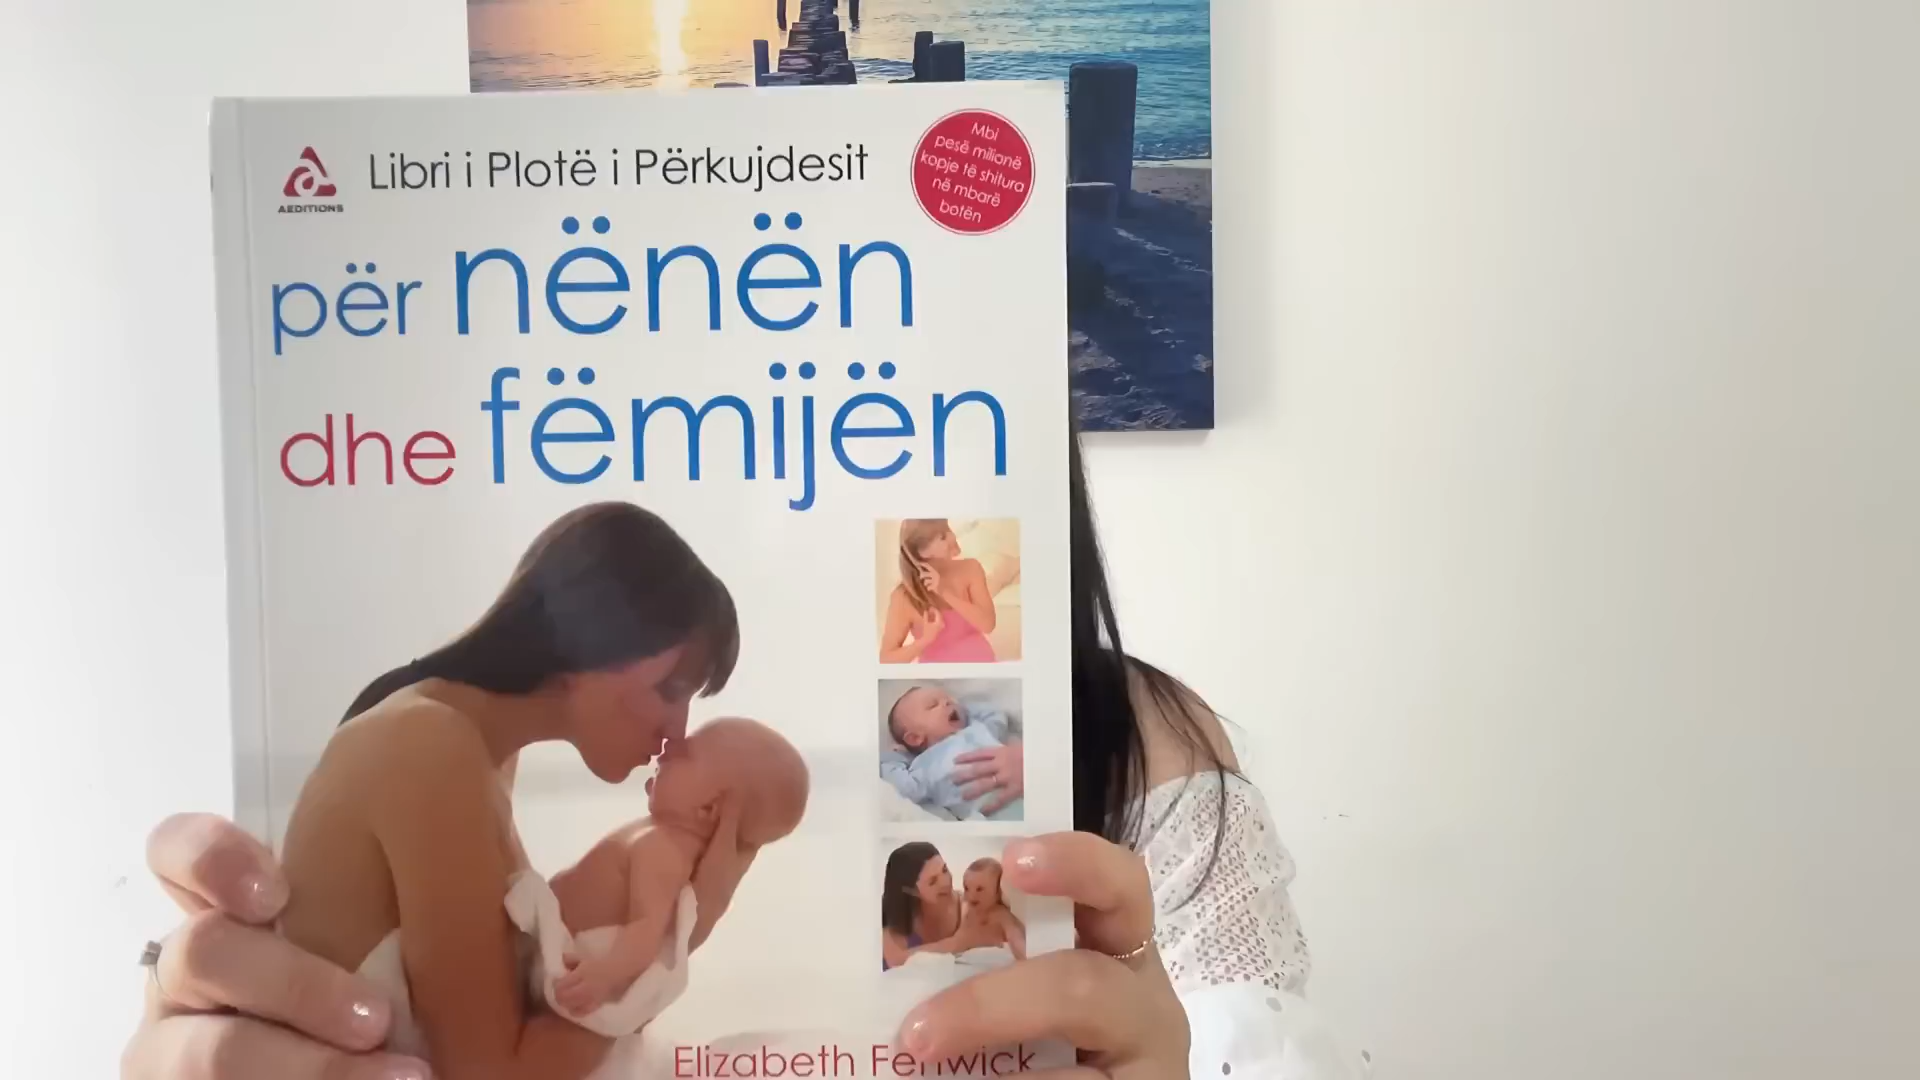 AEDITIONS
Libri i Plotë i Përkujdesit
Mbi
pesë milionë
kopje të shitura
në mbarë
botën
për nënën
dhe fëmijën
Elizabeth Fenwick